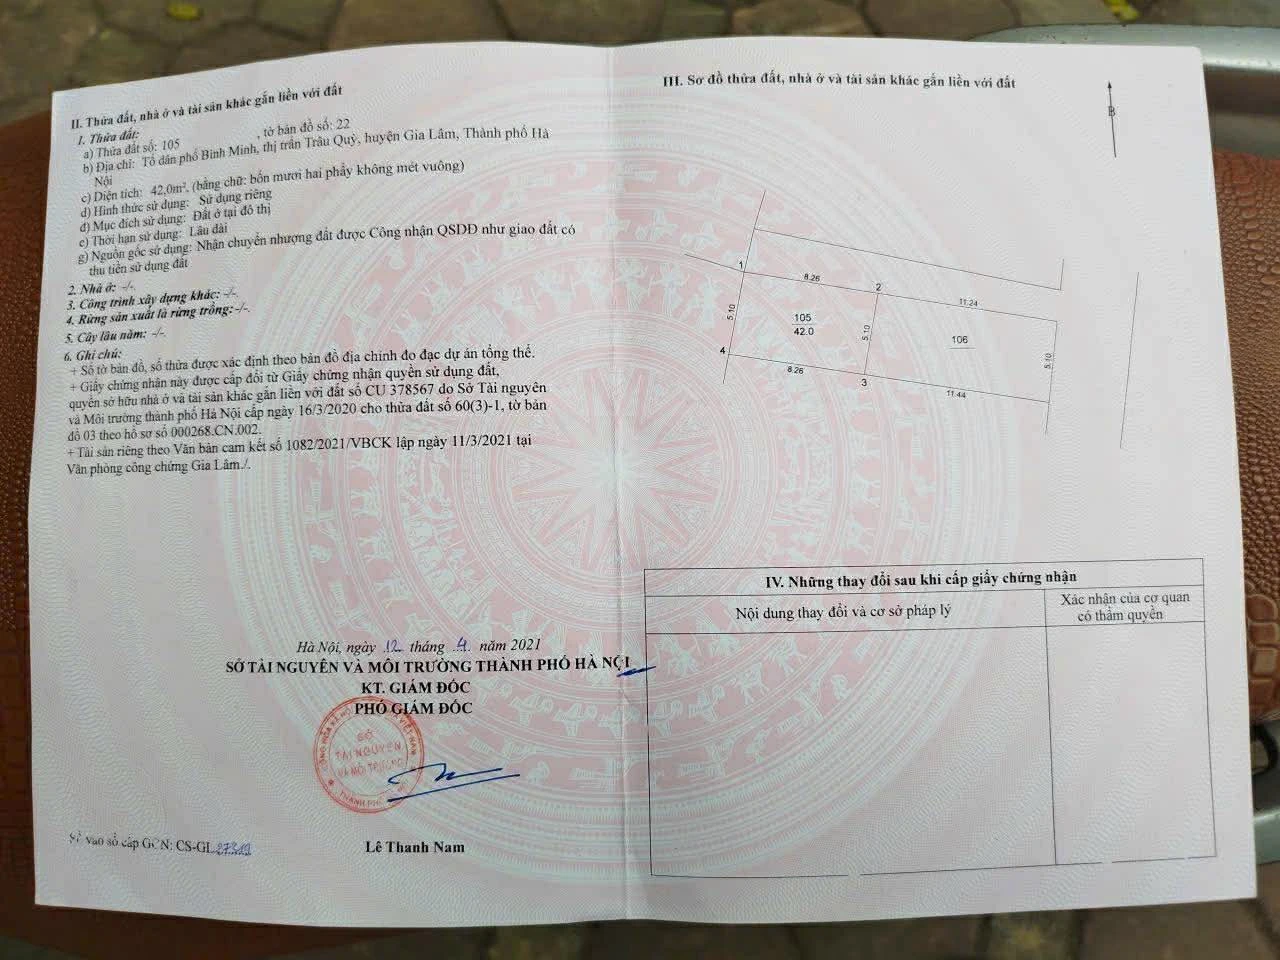 II. Thửa đất, nhà ở và tài sản khác gắn liền với đất
1. Thửa đất:
a) Thửa đất số: 105 , tờ bản đồ số: 22
b) Địa chỉ: Tổ dân phố Bình Minh, thị trấn Trâu Quỳ, huyện Gia Lâm, Thành phố Hà
Nội
c) Diện tích: 42,0m². (bằng chữ: bốn mươi hai phẩy không mét vuông)
d) Hình thức sử dụng: Sử dụng riêng
đ) Mục đích sử dụng: Đất ở tại đô thị
e) Thời hạn sử dụng: Lâu dài
g) Nguồn gốc sử dụng: Nhận chuyển nhượng đất được Công nhận QSDĐ như giao đất có
thu tiền sử dụng đất
2. Nhà ở: -/-.
3. Công trình xây dựng khác: -/-.
4. Rừng sản xuất là rừng trồng: -/-.
5. Cây lâu năm: -/-.
6. Ghi chú:
+ Số tờ bản đồ, số thửa được xác định theo bản đồ địa chính đo đạc dự án tổng thể.
+ Giấy chứng nhận này được cấp đổi từ Giấy chứng nhận quyền sử dụng đất,
quyền sở hữu nhà ở và tài sản khác gắn liền với đất số CU 378567 do Sở Tài nguyên
và Môi trường thành phố Hà Nội cấp ngày 16/3/2020 cho thửa đất số 60(3)-1, tờ bản
đồ 03 theo hồ sơ số 000268.CN.002.
+ Tài sản riêng theo Văn bản cam kết số 1082/2021/VBCK lập ngày 11/3/2021 tại
Văn phòng công chứng Gia Lâm./.
Hà Nội, ngày 12 tháng 4 năm 2021
SỞ TÀI NGUYÊN VÀ MÔI TRƯỜNG THÀNH PHỐ HÀ NỘI
KT. GIÁM ĐỐC
PHÓ GIÁM ĐỐC
SỞ
TÀI NGUYÊN
VÀ MÔI TRƯỜNG
Lê Thanh Nam
Số vào sổ cấp GCN: CS-GL
III. Sơ đồ thửa đất, nhà ở và tài sản khác gắn liền với đất
B
1
8.26
2
11.24
5.10
105
42.0
5.10
106
5.10
4
8.26
3
11.44
IV. Những thay đổi sau khi cấp giấy chứng nhận
Nội dung thay đổi và cơ sở pháp lý
Xác nhận của cơ quan
có thẩm quyền